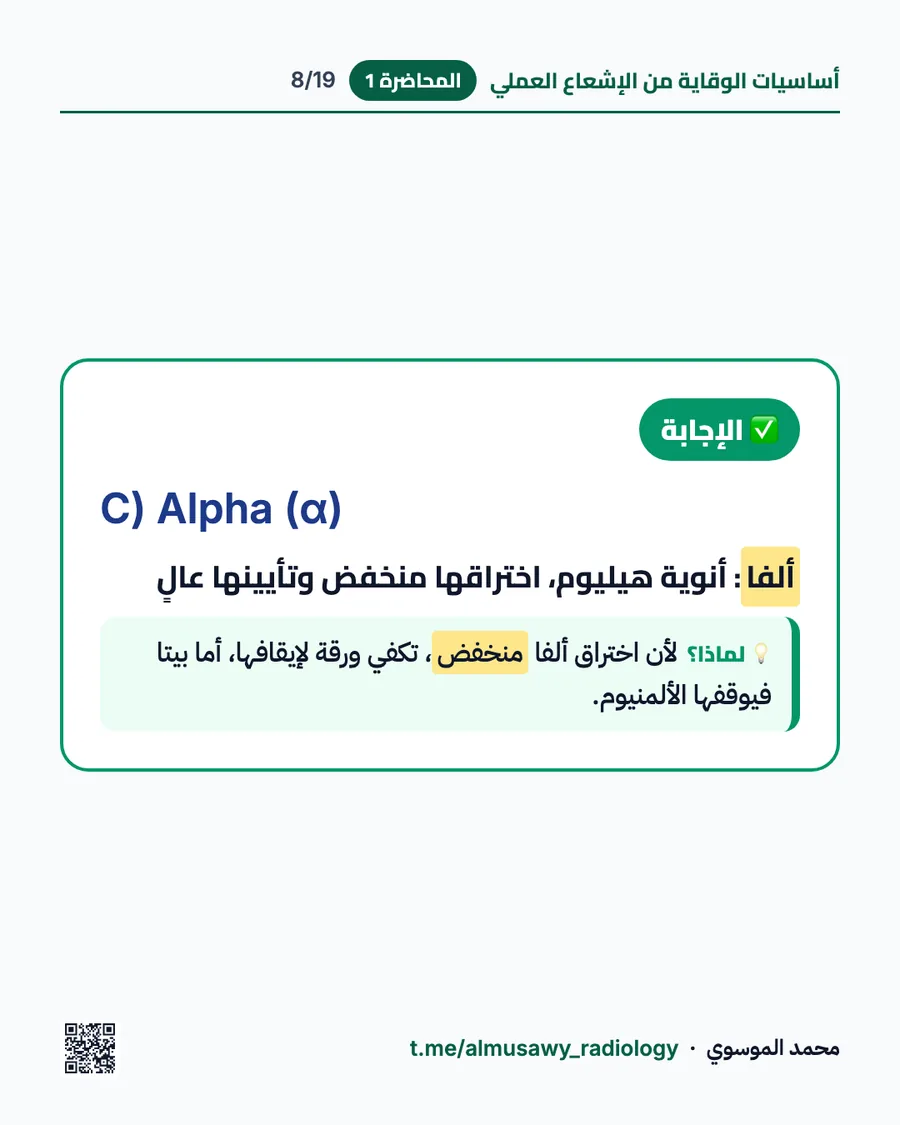 أساسيات الوقاية من الإشعاع العملي المحاضرة 1 8/19
✅ الإجابة
C) Alpha (α)
ألفا: أنوية هيليوم، اختراقها منخفض وتأيينها عالٍ
💡 لماذا؟ لأن اختراق ألفا منخفض، تكفي ورقة لإيقافها، أما بيتا
فيوقفها الألمنيوم.
محمد الموسوي · t.me/almusawy_radiology